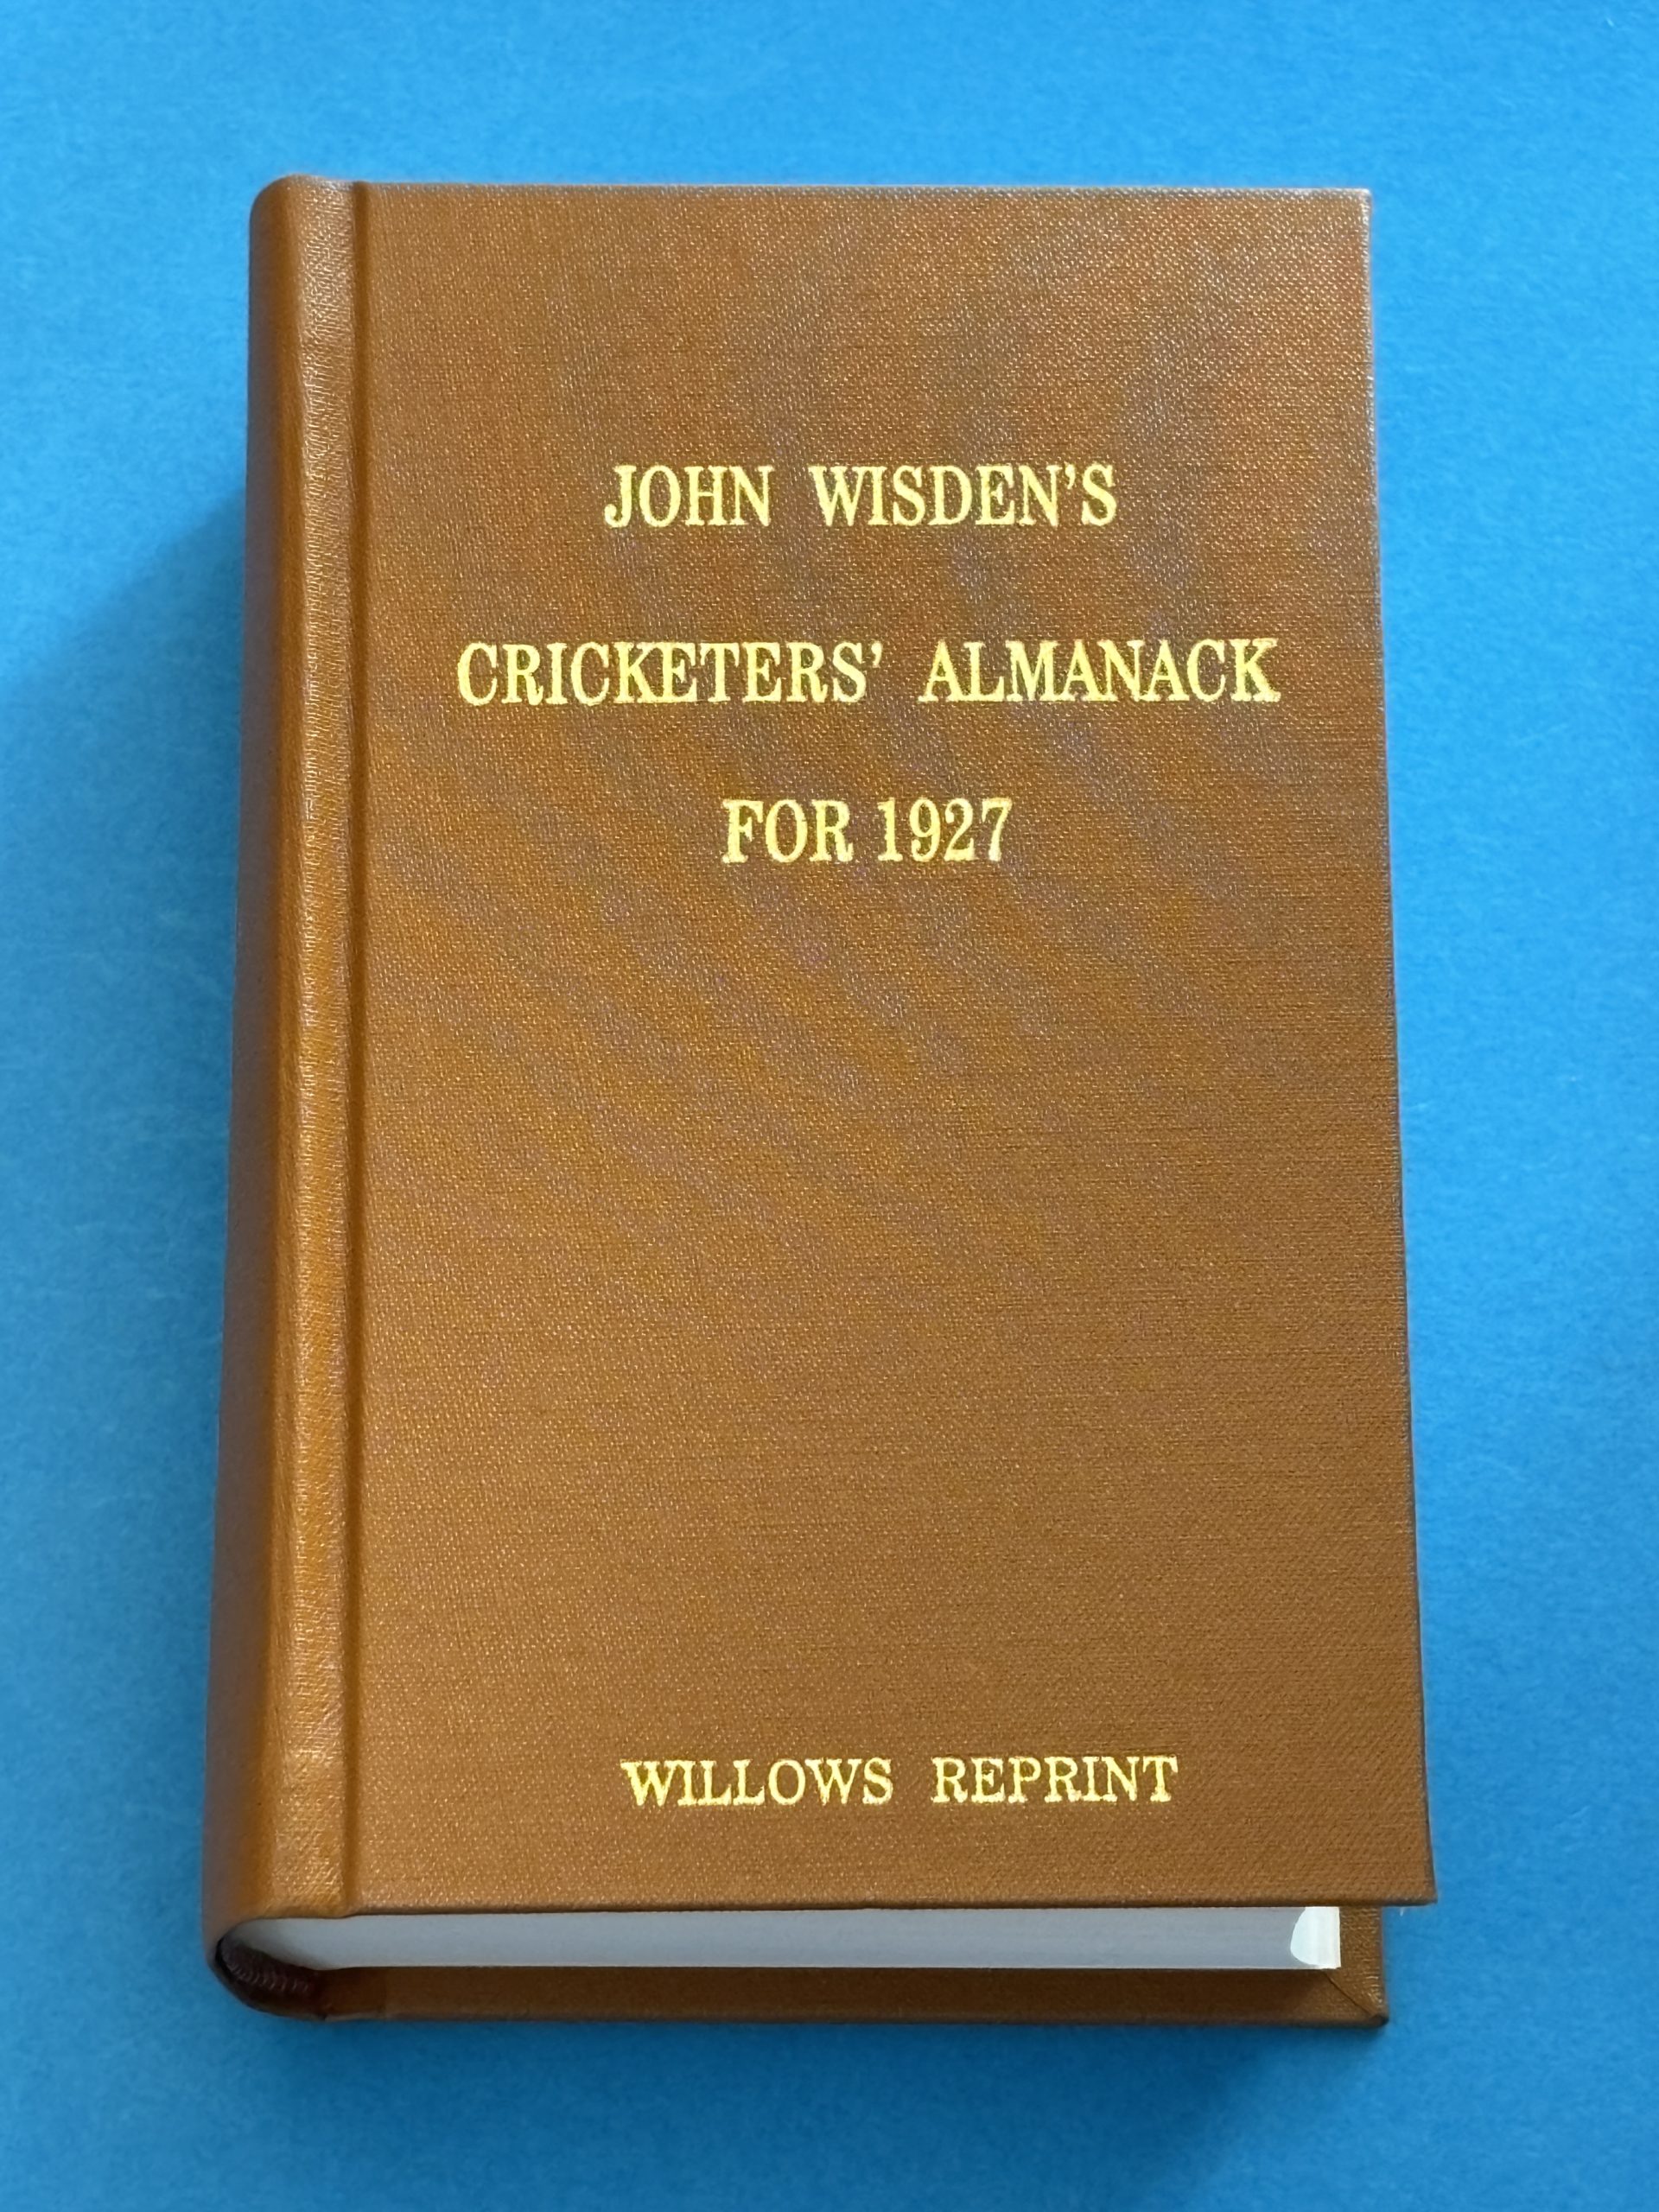 JOHN WISDEN'S
CRICKETERS' ALMANACK
FOR 1927
WILLOWS REPRINT